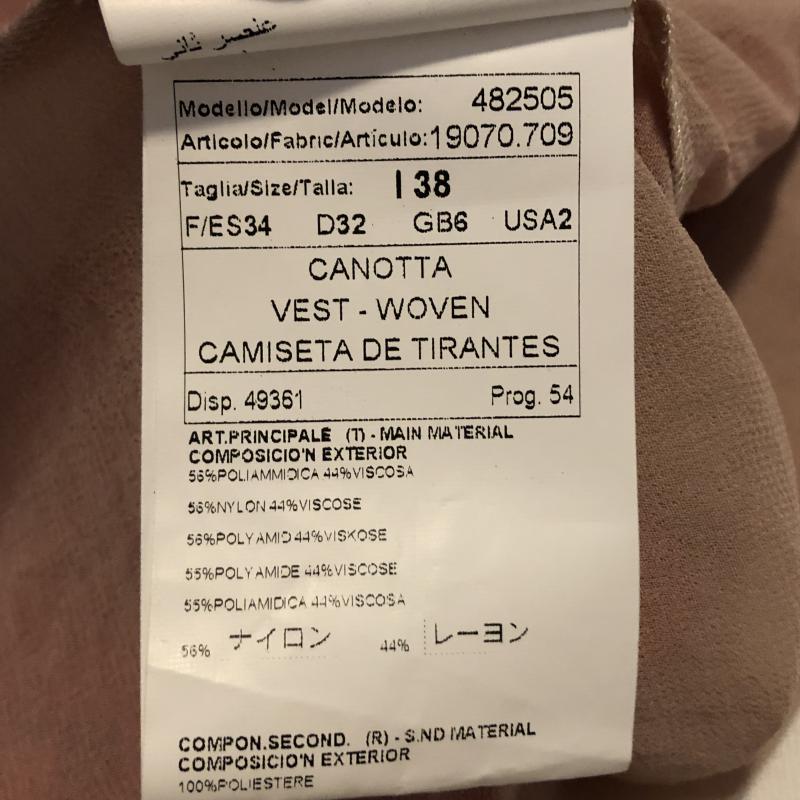 عنصر ثاني
Modello/Model/Modelo: 482505
Articolo/Fabric/Artículo:19070.709
Taglia/Size/Talla: I 38
F/ES34 D32 GB6 USA2
CANOTTA
VEST - WOVEN
CAMISETA DE TIRANTES
Disp. 49361 Prog. 54
ART.PRINCIPALE (T) - MAIN MATERIAL
COMPOSICIO'N EXTERIOR
56%POLIAMMIDICA 44%VISCOSA
56%NYLON 44%VISCOSE
56%POLYAMID 44%VISKOSE
55%POLYAMIDE 44%VISCOSE
55%POLIAMIDICA 44%VISCOSA
56% ナイロン 44% レーヨン
COMPON.SECOND. (R) - S.ND MATERIAL
COMPOSICIO'N EXTERIOR
100%POLIESTERE